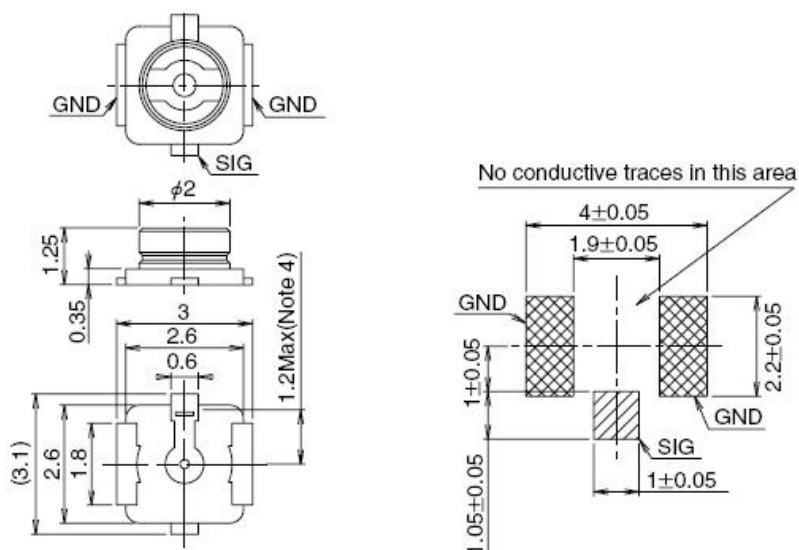 GND
GND
SIG
ϕ2
1.25
0.35
3
2.6
0.6
1.2Max(Note 4)
(3.1)
2.6
1.8
No conductive traces in this area
4±0.05
1.9±0.05
GND
1±0.05
2.2±0.05
GND
SIG
1.05±0.05
1±0.05